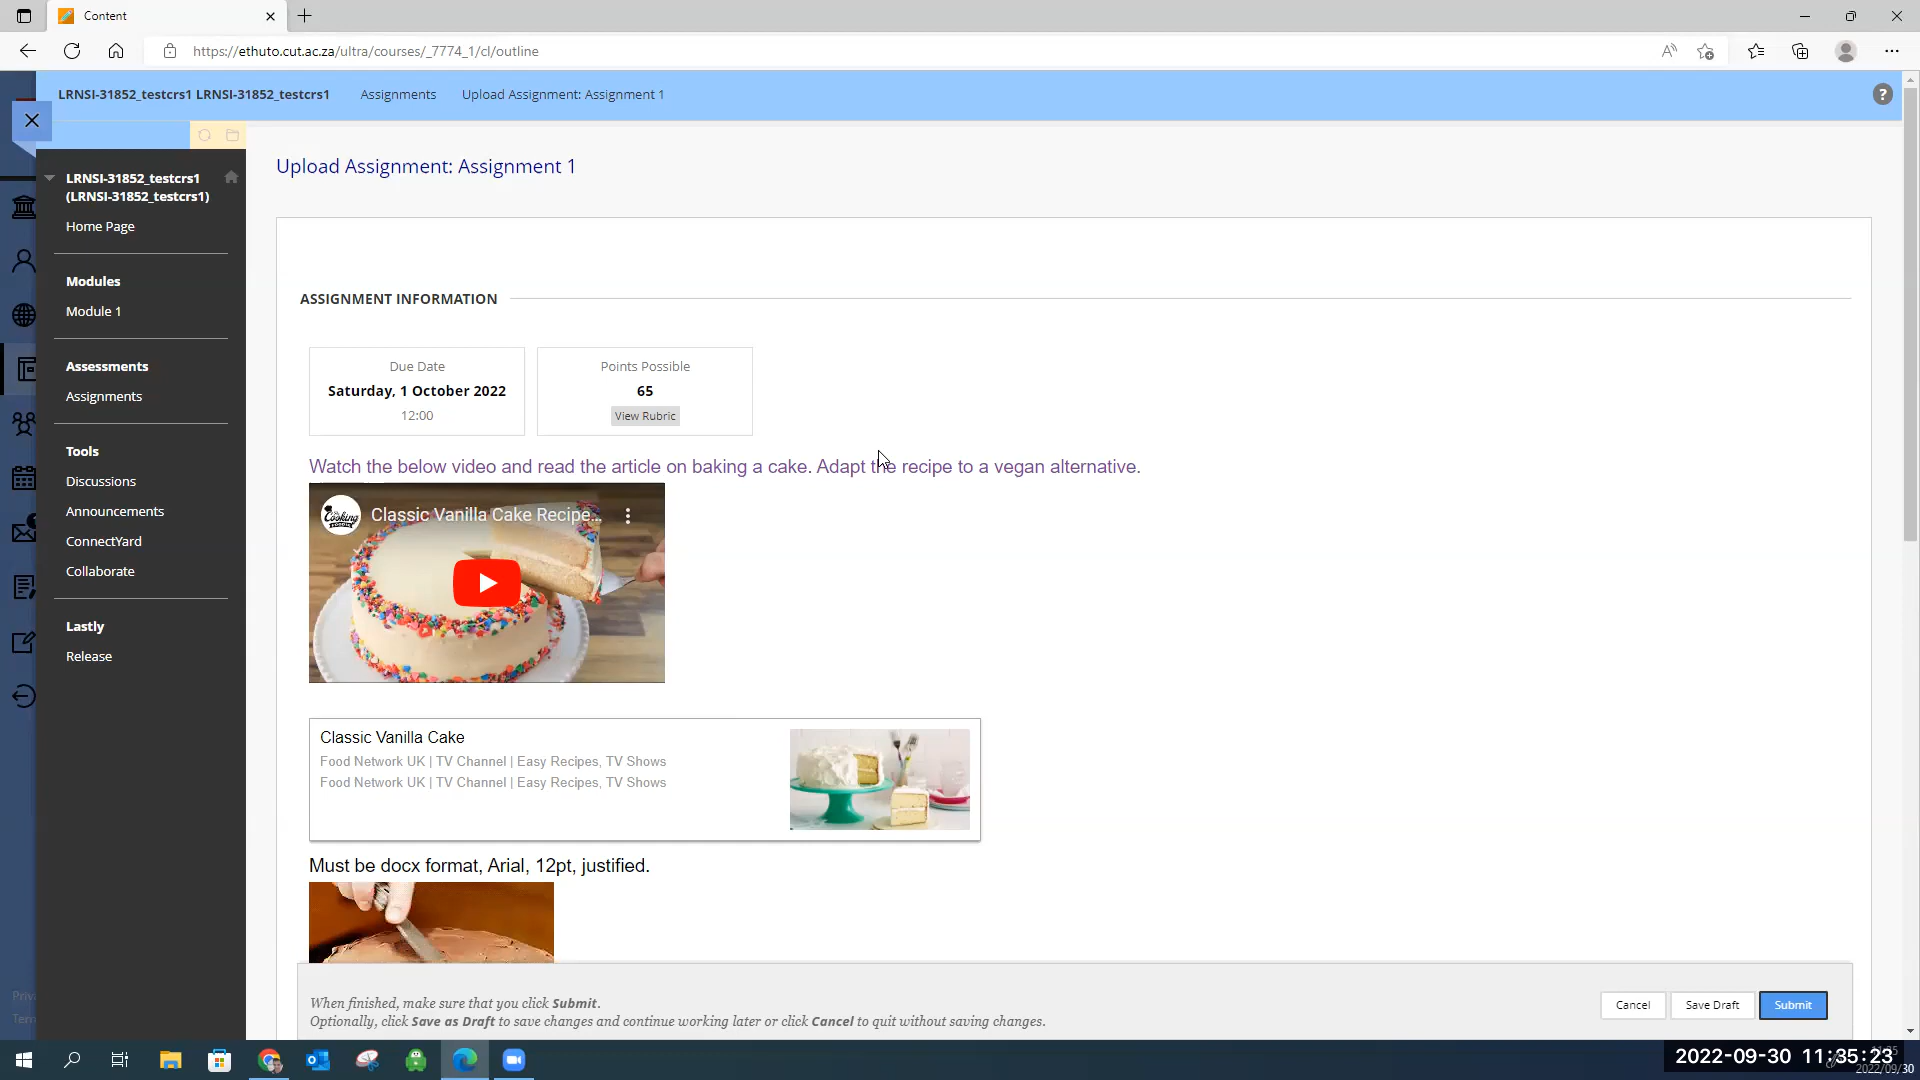 Content
https://ethuto.cut.ac.za/ultra/courses/_7774_1/cl/outline
LRNSI-31852_testcrs1 LRNSI-31852_testcrs1
Assignments
Upload Assignment: Assignment 1
?
LRNSI-31852_testcrs1
(LRNSI-31852_testcrs1)
Home Page
Modules
Module 1
Assessments
Assignments
Tools
Discussions
Announcements
ConnectYard
Collaborate
Lastly
Release
Upload Assignment: Assignment 1
ASSIGNMENT INFORMATION
Due Date
Saturday, 1 October 2022
12:00
Points Possible
65
View Rubric
Watch the below video and read the article on baking a cake. Adapt the recipe to a vegan alternative.
Cooking
Classic Vanilla Cake Recipe...
Classic Vanilla Cake
Food Network UK | TV Channel | Easy Recipes, TV Shows
Food Network UK | TV Channel | Easy Recipes, TV Shows
Must be docx format, Arial, 12pt, justified.
When finished, make sure that you click Submit.
Optionally, click Save as Draft to save changes and continue working later or click Cancel to quit without saving changes.
Cancel
Save Draft
Submit
2022-09-30 11:35:23
2022/09/30